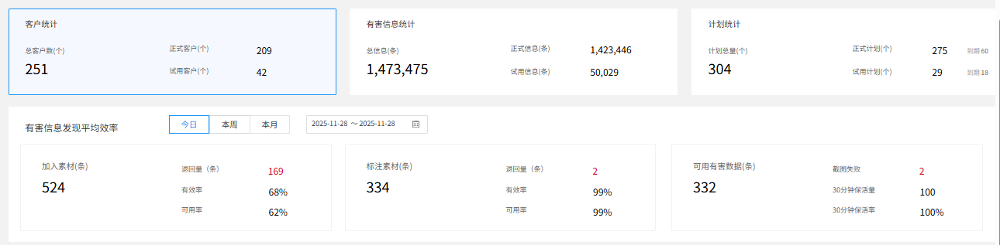 客户统计
总客户数(个)
251
正式客户(个) 209
试用客户(个) 42
有害信息统计
总信息(条)
1,473,475
正式信息(条) 1,423,446
试用信息(条) 50,029
计划统计
计划总量(个)
304
正式计划(个) 275 到期 60
试用计划(个) 29 到期 18
有害信息发现平均效率
今日 本周 本月
2025-11-28 ～ 2025-11-28
加入素材(条)
524
退回量（条） 169
有效率 68%
可用率 62%
标注素材(条)
334
退回量（条） 2
有效率 99%
可用率 99%
可用有害数据(条)
332
截图失败 2
30分钟保活量 100
30分钟保活率 100%